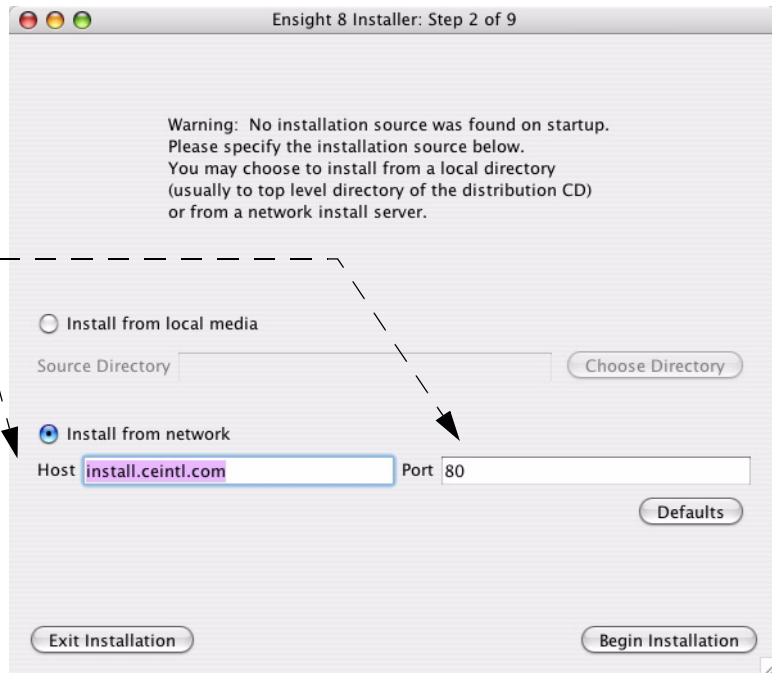 Ensight 8 Installer: Step 2 of 9
Warning: No installation source was found on startup.
Please specify the installation source below.
You may choose to install from a local directory
(usually to top level directory of the distribution CD)
or from a network install server.
Install from local media
Source Directory Choose Directory
Install from network
Host install.ceintl.com Port 80
Defaults
Exit Installation Begin Installation